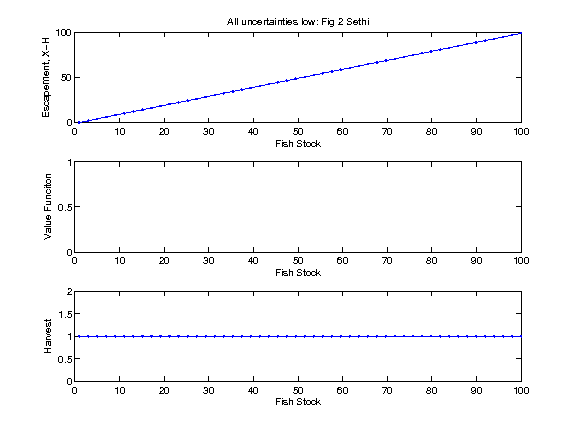 All uncertainties low: Fig 2 Sethi
100
50
0
Escapement, X-H
0 10 20 30 40 50 60 70 80 90 100
Fish Stock
1
0.5
0
Value Funciton
0 10 20 30 40 50 60 70 80 90 100
Fish Stock
2
1.5
1
0.5
0
Harvest
0 10 20 30 40 50 60 70 80 90 100
Fish Stock